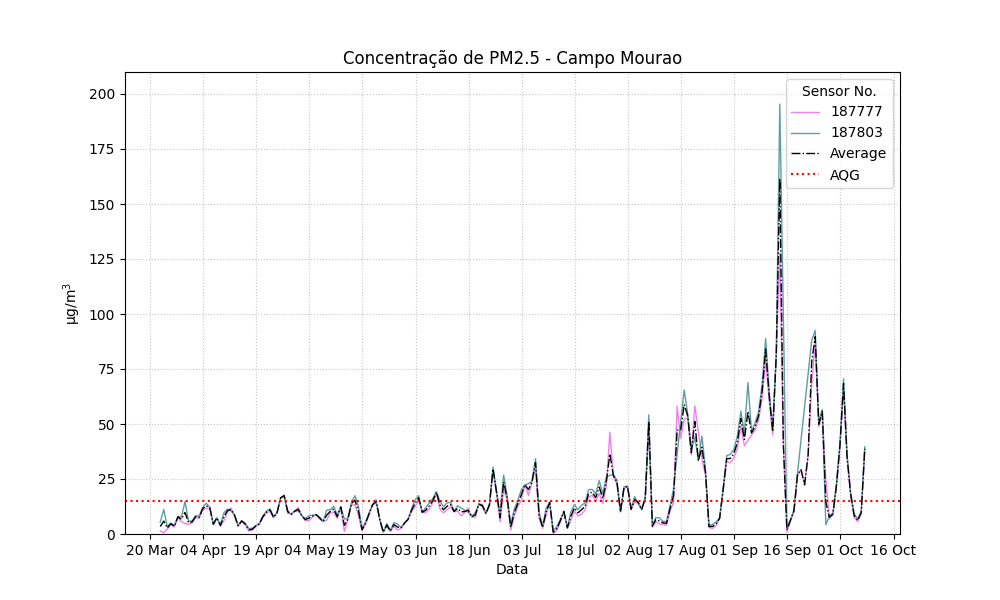 Concentração de PM2.5 - Campo Mourao
Sensor No.
187777
187803
Average
AQG
200
175
150
125
100
75
50
25
0
µg/m³
20 Mar 04 Apr 19 Apr 04 May 19 May 03 Jun 18 Jun 03 Jul 18 Jul 02 Aug 17 Aug 01 Sep 16 Sep 01 Oct 16 Oct
Data